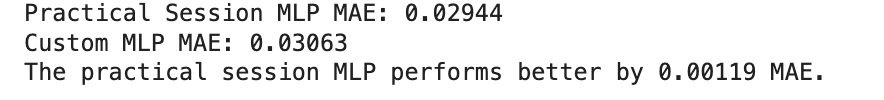 Practical Session MLP MAE: 0.02944
Custom MLP MAE: 0.03063
The practical session MLP performs better by 0.00119 MAE.